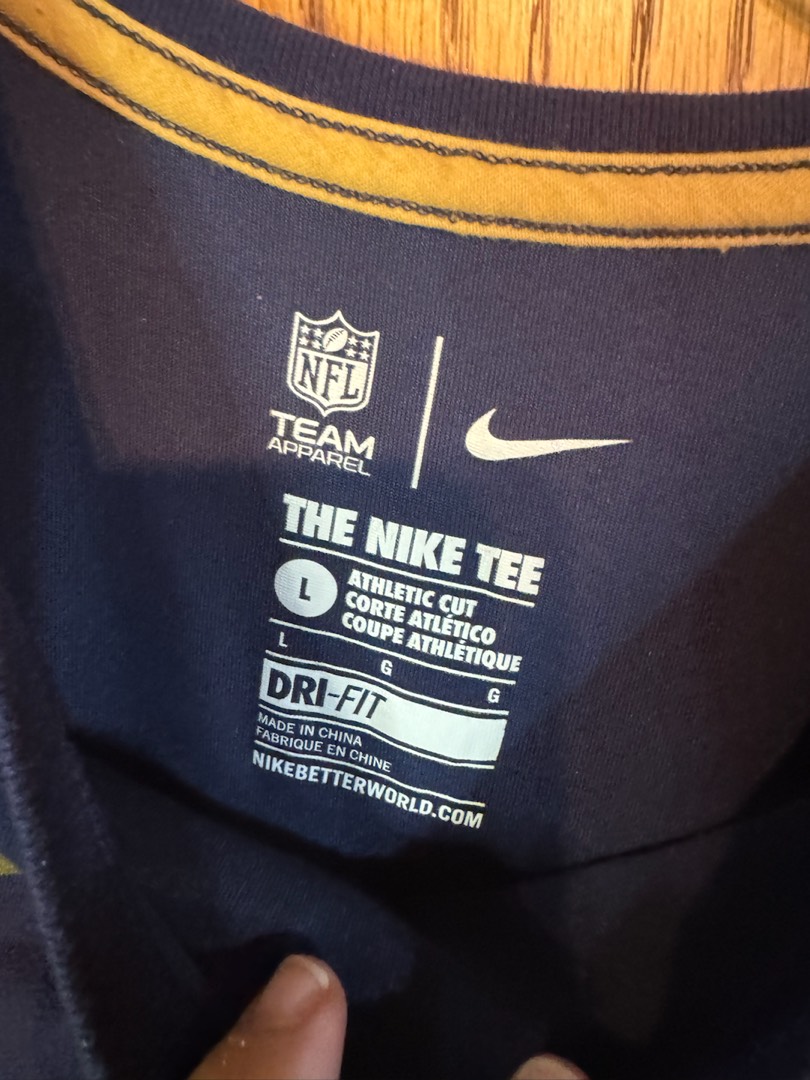 NFL
TEAM
APPAREL
THE NIKE TEE
L
ATHLETIC CUT
CORTE ATLÉTICO
COUPE ATHLÉTIQUE
L G G
DRI-FIT
MADE IN CHINA
FABRIQUE EN CHINE
NIKEBETTERWORLD.COM